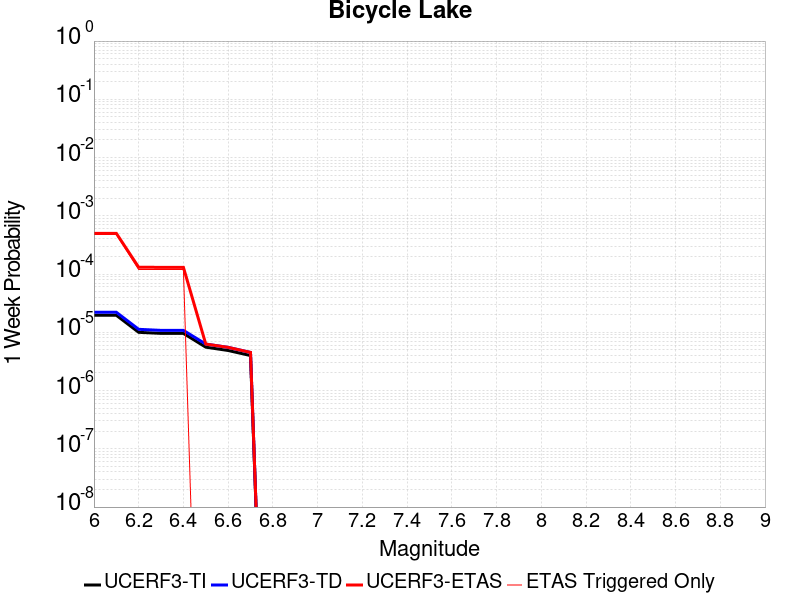 Bicycle Lake
10^0
10^-1
10^-2
10^-3
10^-4
10^-5
10^-6
10^-7
10^-8
1 Week Probability
6 6.2 6.4 6.6 6.8 7 7.2 7.4 7.6 7.8 8 8.2 8.4 8.6 8.8 9
Magnitude
UCERF3-TI UCERF3-TD UCERF3-ETAS ETAS Triggered Only